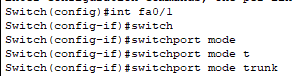 Switch(config)#int fa0/1
Switch(config-if)#switch
Switch(config-if)#switchport mode
Switch(config-if)#switchport mode t
Switch(config-if)#switchport mode trunk